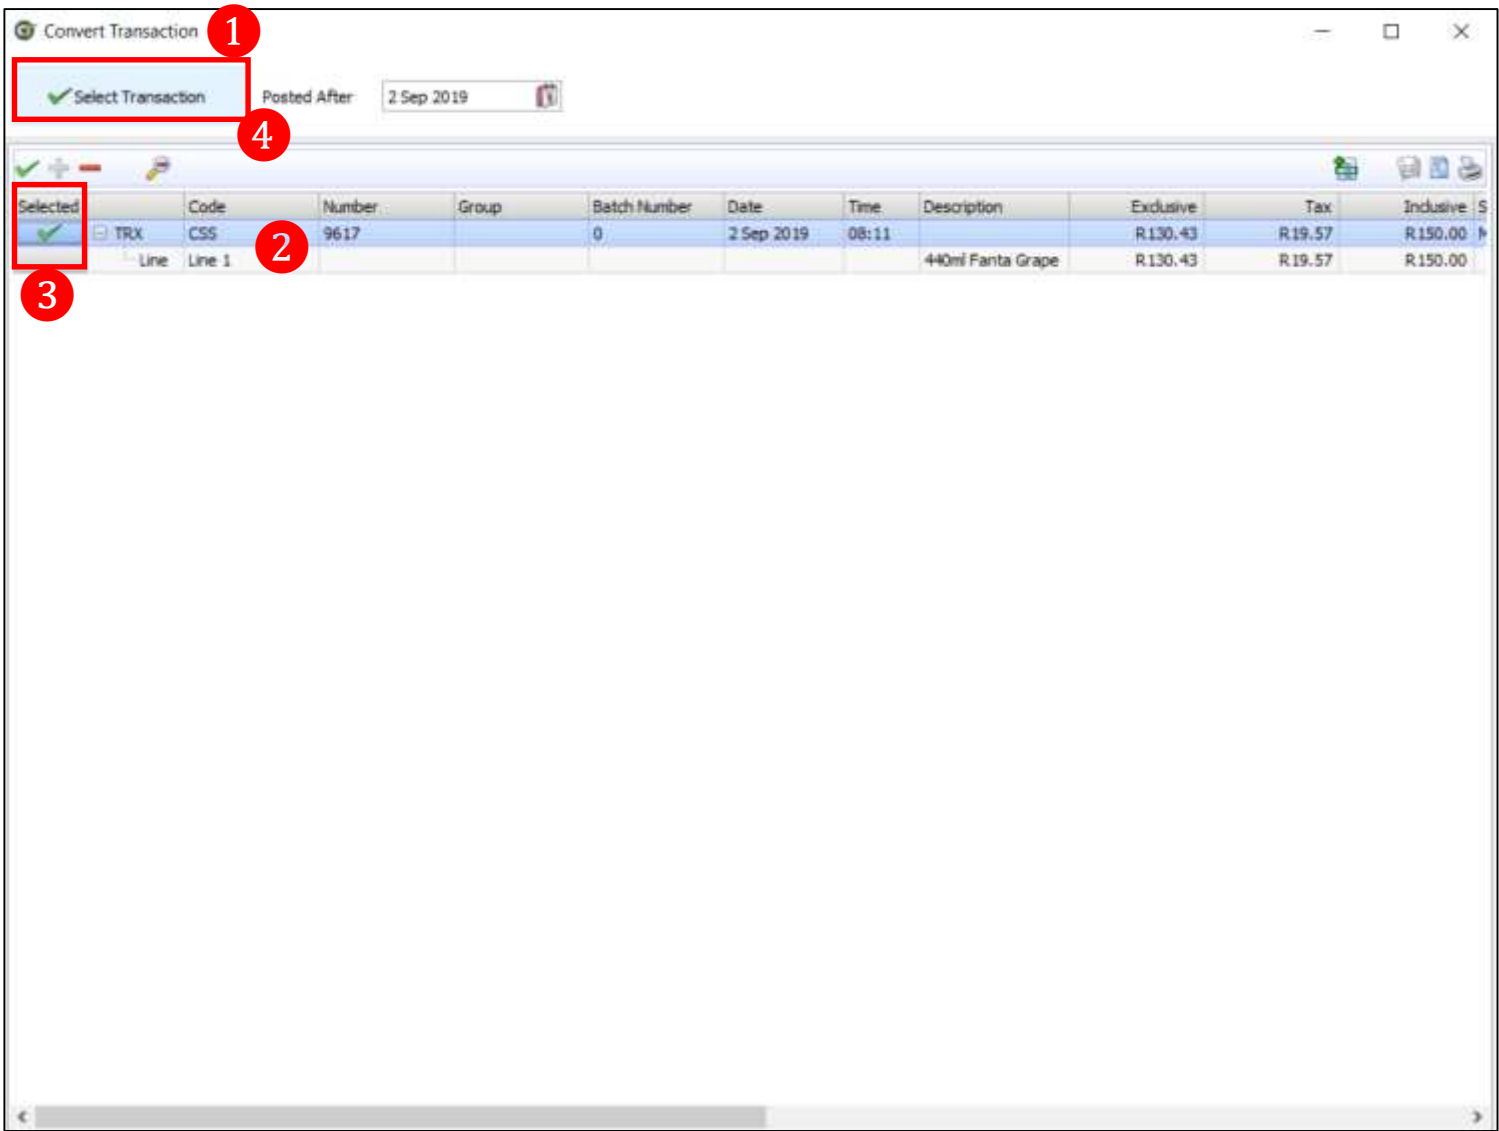 Convert Transaction 1
Select Transaction Posted After 2 Sep 2019
4
Selected Code Number Group Batch Number Date Time Description Exclusive Tax Inclusive S
TRX CSS 9617 0 2 Sep 2019 08:11 R130.43 R19.57 R150.00
2
Line Line 1 440ml Fanta Grape R130.43 R19.57 R150.00
3